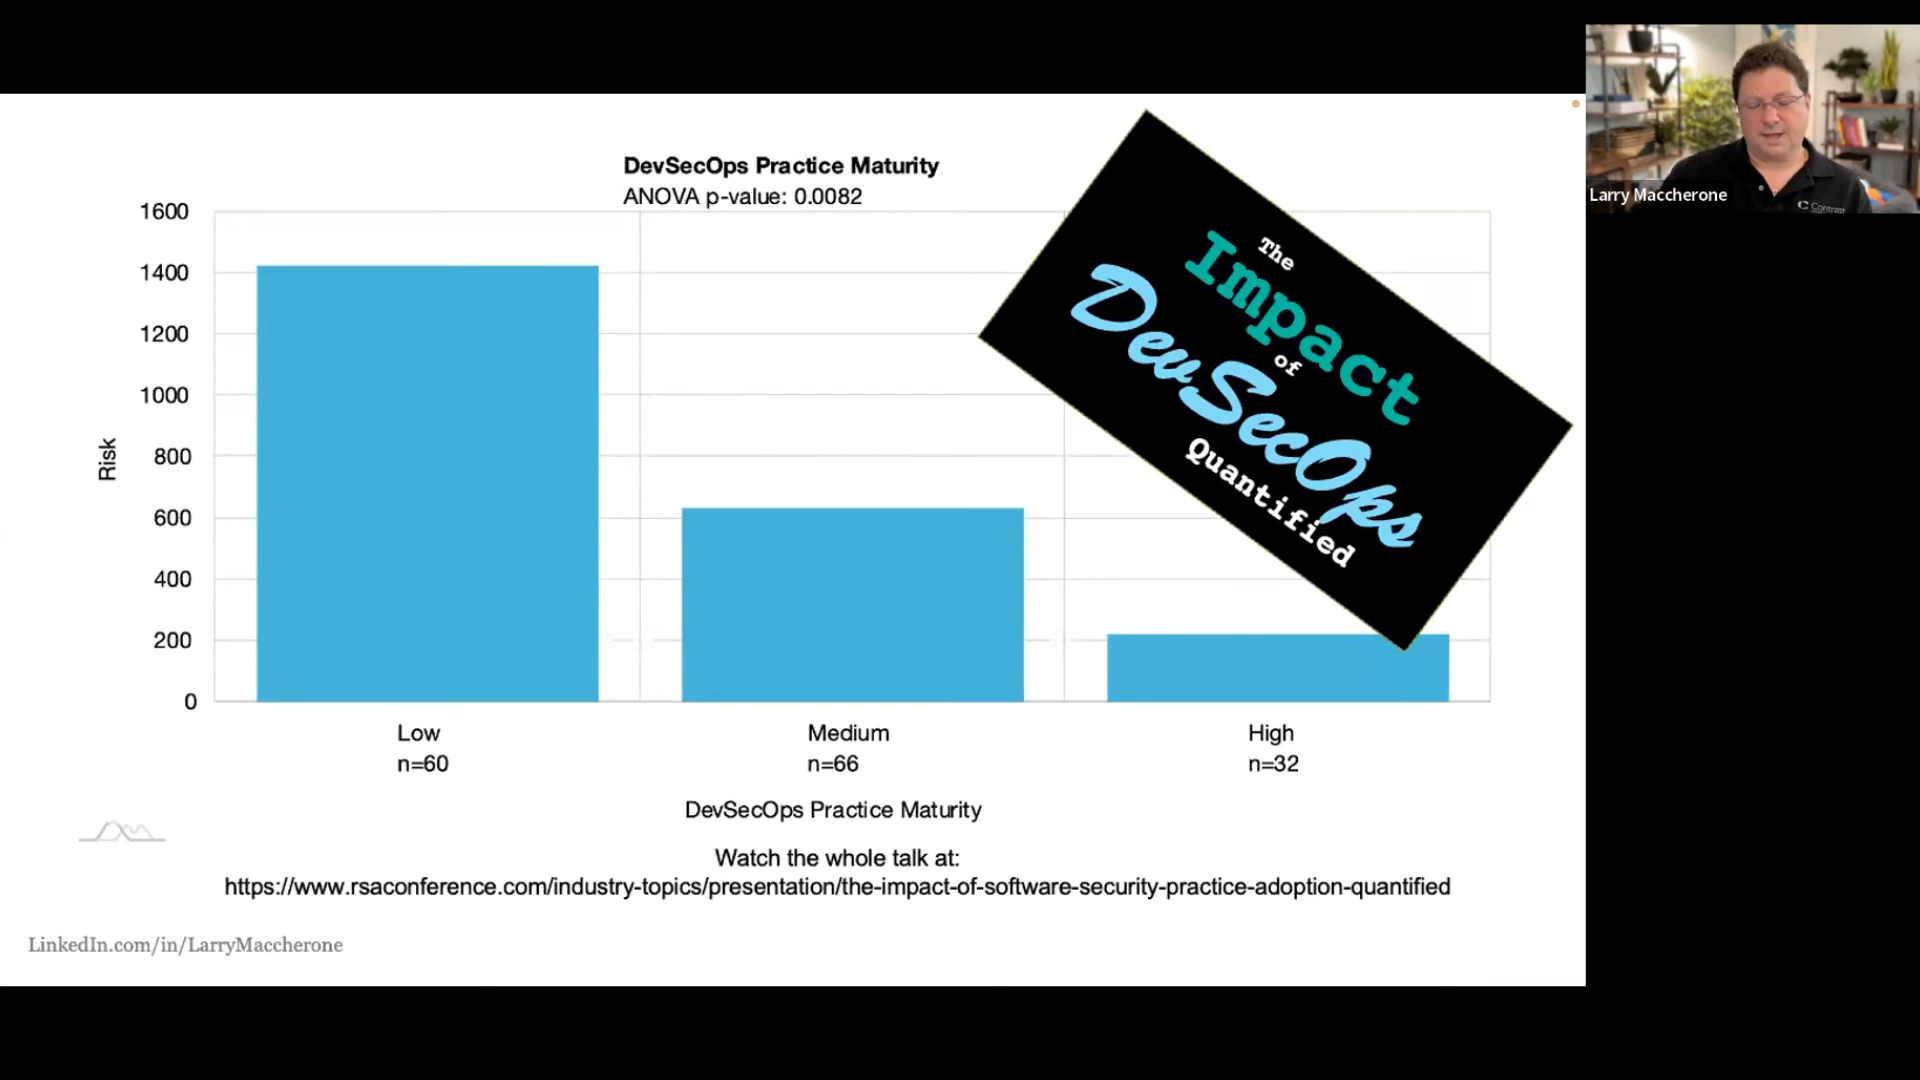 DevSecOps Practice Maturity
ANOVA p-value: 0.0082
1600
1400
1200
1000
800
600
400
200
0
Risk
The
Impact
of
DevSecOps
Quantified
Low
n=60
Medium
n=66
High
n=32
DevSecOps Practice Maturity
Watch the whole talk at:
https://www.rsaconference.com/industry-topics/presentation/the-impact-of-software-security-practice-adoption-quantified
LinkedIn.com/in/LarryMaccherone
Larry Maccherone
Contrast